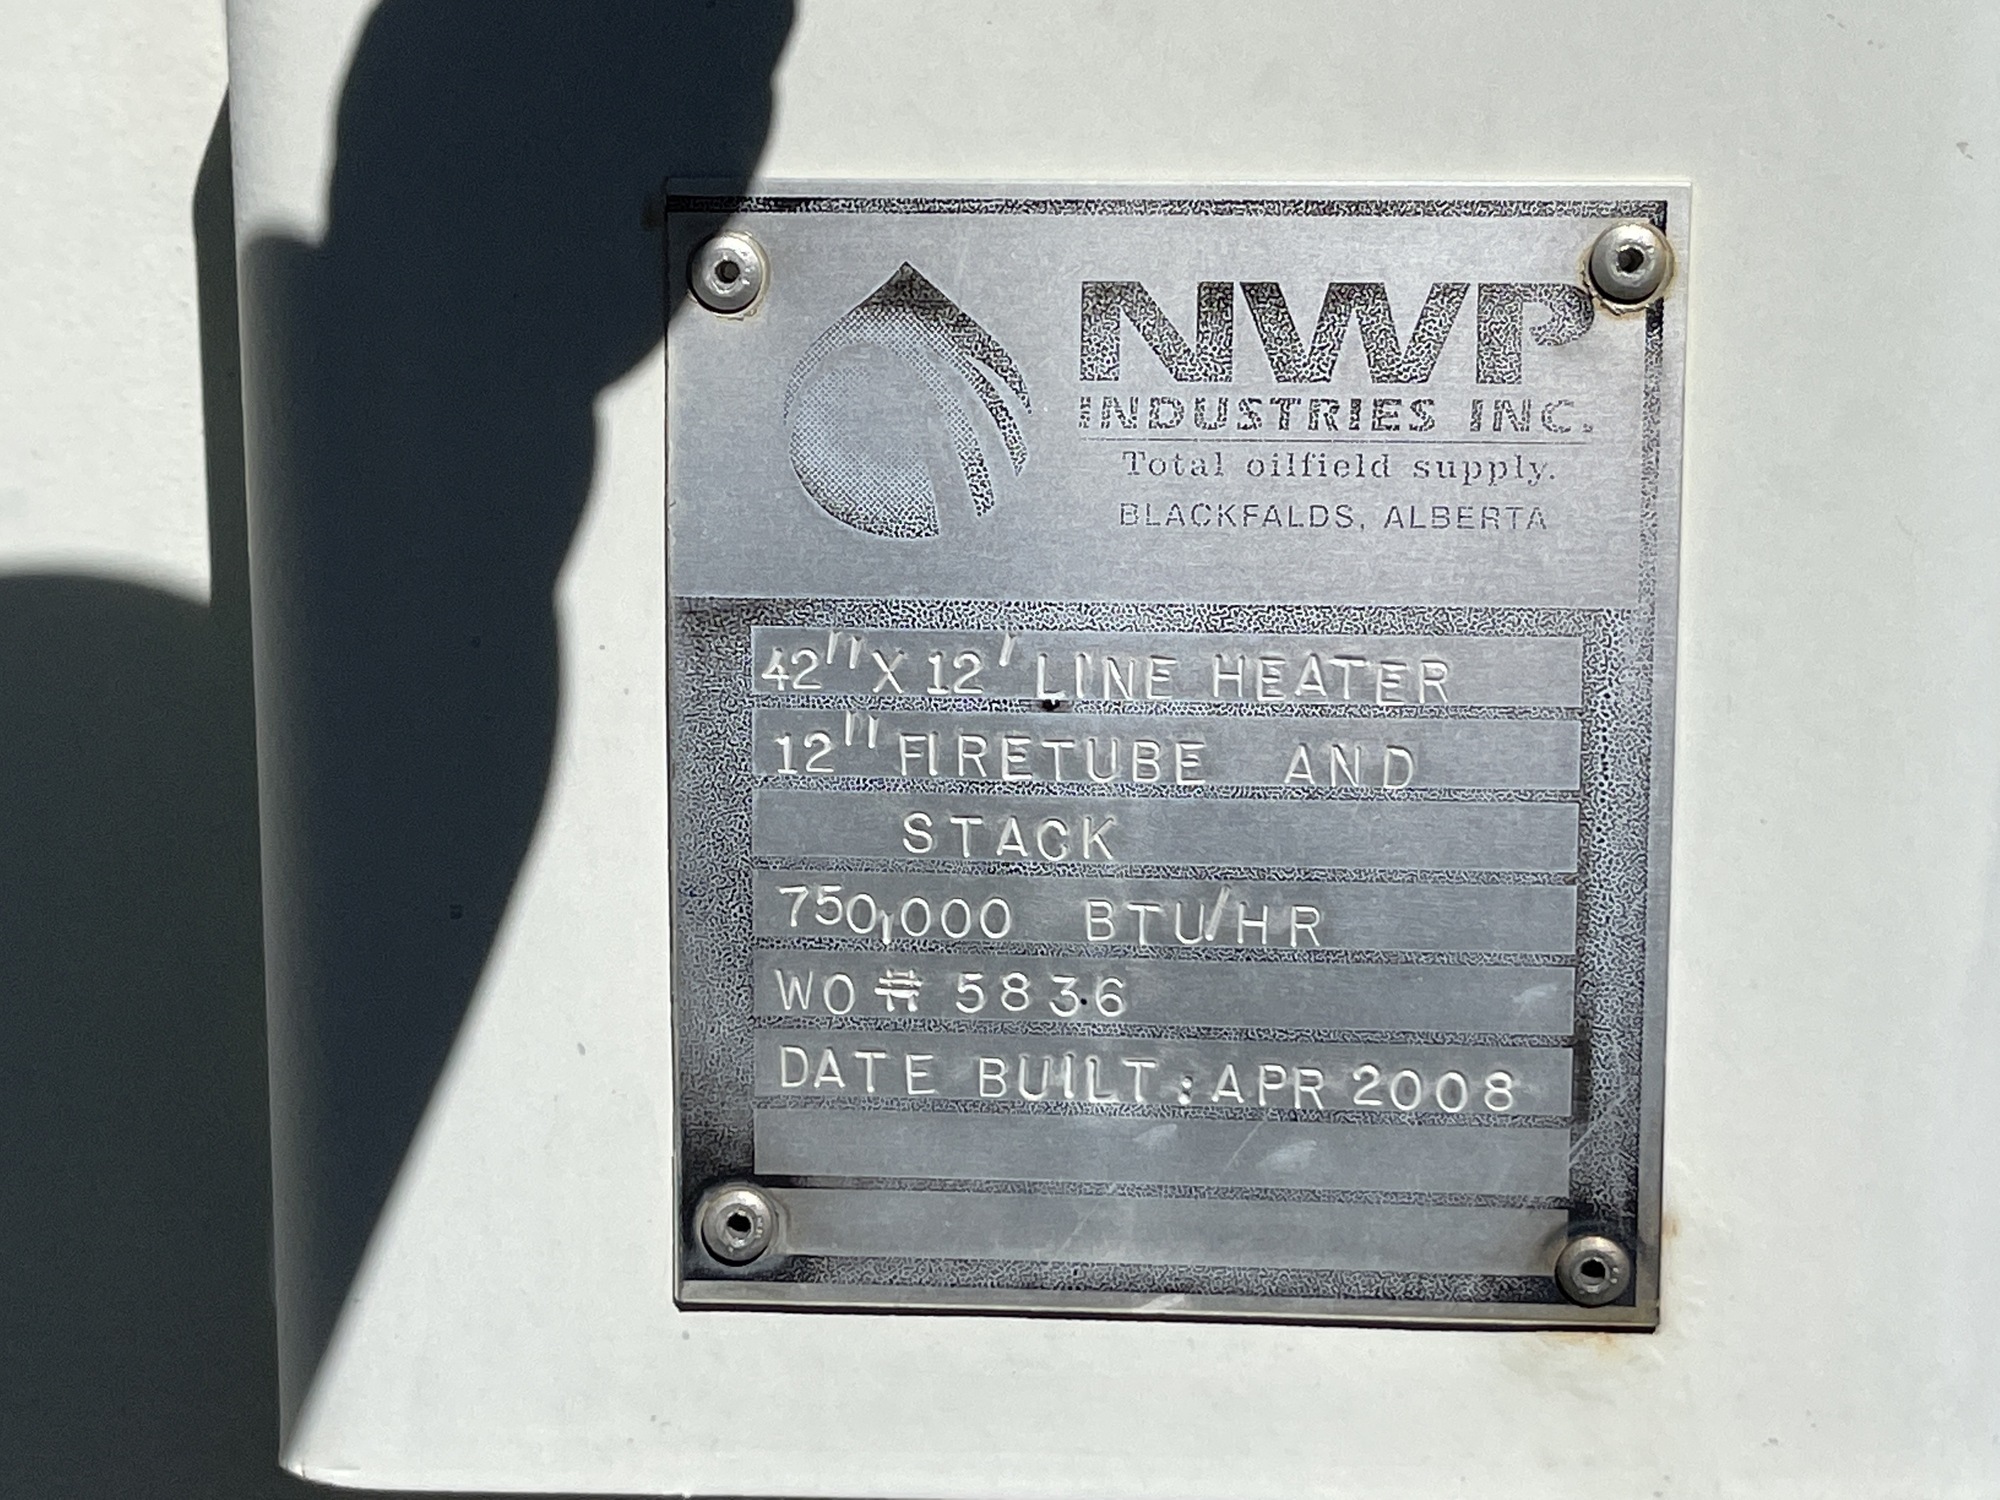 NWP
INDUSTRIES INC.
Total oilfield supply.
BLACKFALDS, ALBERTA
42" X 12' LINE HEATER
12" FIRETUBE AND
STACK
750,000 BTU/HR
WO # 5836
DATE BUILT: APR 2008